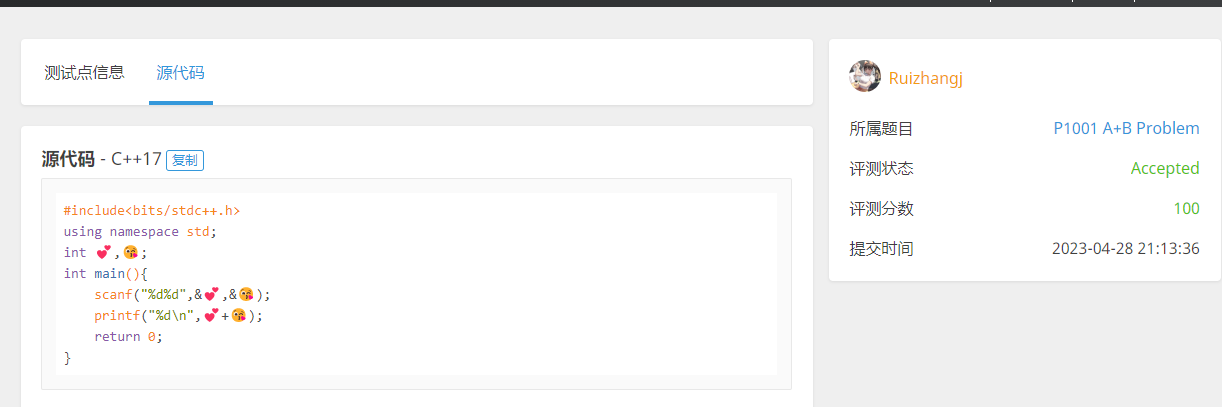 测试点信息 源代码
源代码 - C++17 复制
#include<bits/stdc++.h>
using namespace std;
int 💕,😘;
int main(){
    scanf("%d%d",&💕,&😘);
    printf("%d\n",💕+😘);
    return 0;
}
Ruizhangj
所属题目 P1001 A+B Problem
评测状态 Accepted
评测分数 100
提交时间 2023-04-28 21:13:36